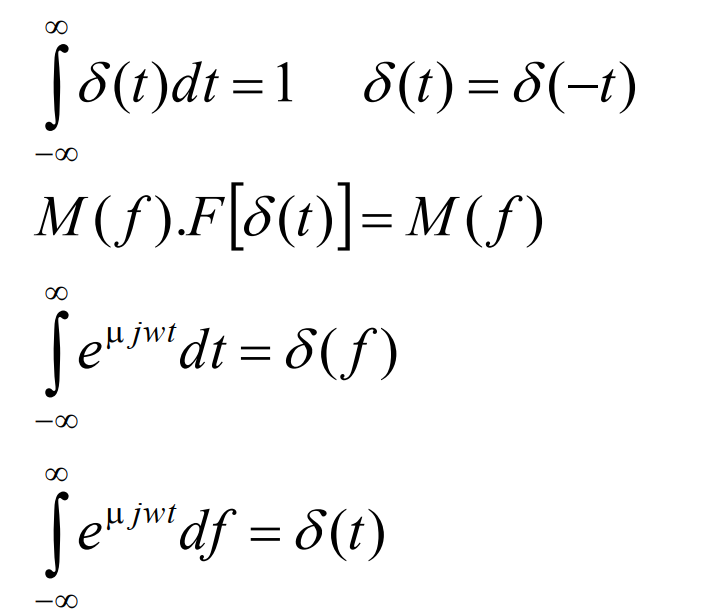 ∫_{−∞}^{∞} δ(t)dt = 1 δ(t) = δ(−t)
M(f).F[δ(t)] = M(f)
∫_{−∞}^{∞} e^{μjwt} dt = δ(f)
∫_{−∞}^{∞} e^{μjwt} df = δ(t)